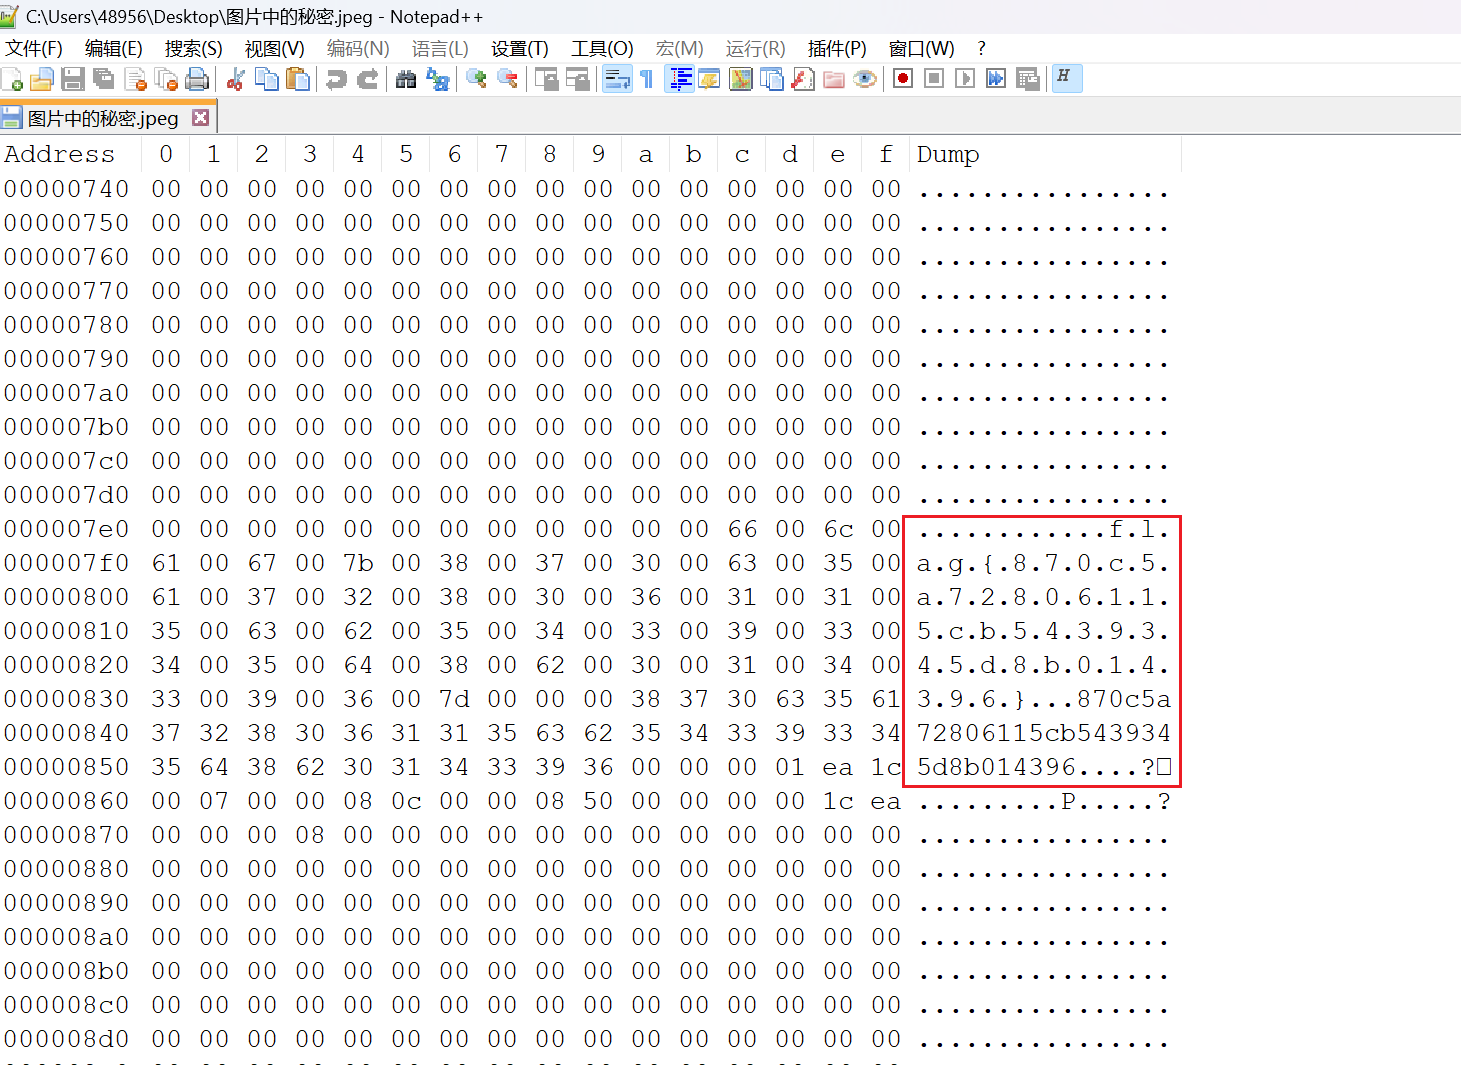 C:\Users\48956\Desktop\图片中的秘密.jpeg - Notepad++
文件(F) 编辑(E) 搜索(S) 视图(V) 编码(N) 语言(L) 设置(T) 工具(O) 宏(M) 运行(R) 插件(P) 窗口(W) ?
图片中的秘密.jpeg
Address 0 1 2 3 4 5 6 7 8 9 a b c d e f Dump
00000740 00 00 00 00 00 00 00 00 00 00 00 00 00 00 00 00 ................
00000750 00 00 00 00 00 00 00 00 00 00 00 00 00 00 00 00 ................
00000760 00 00 00 00 00 00 00 00 00 00 00 00 00 00 00 00 ................
00000770 00 00 00 00 00 00 00 00 00 00 00 00 00 00 00 00 ................
00000780 00 00 00 00 00 00 00 00 00 00 00 00 00 00 00 00 ................
00000790 00 00 00 00 00 00 00 00 00 00 00 00 00 00 00 00 ................
000007a0 00 00 00 00 00 00 00 00 00 00 00 00 00 00 00 00 ................
000007b0 00 00 00 00 00 00 00 00 00 00 00 00 00 00 00 00 ................
000007c0 00 00 00 00 00 00 00 00 00 00 00 00 00 00 00 00 ................
000007d0 00 00 00 00 00 00 00 00 00 00 00 00 00 00 00 00 ................
000007e0 00 00 00 00 00 00 00 00 00 00 00 00 66 00 6c 00 ............f.l.
000007f0 61 00 67 00 7b 00 38 00 37 00 30 00 63 00 35 00 a.g.{.8.7.0.c.5.
00000800 61 00 37 00 32 00 38 00 30 00 36 00 31 00 31 00 a.7.2.8.0.6.1.1.
00000810 35 00 63 00 62 00 35 00 34 00 33 00 39 00 33 00 5.c.b.5.4.3.9.3.
00000820 34 00 35 00 64 00 38 00 62 00 30 00 31 00 34 00 4.5.d.8.b.0.1.4.
00000830 33 00 39 00 36 00 7d 00 00 00 38 37 30 63 35 61 3.9.6.}...870c5a
00000840 37 32 38 30 36 31 31 35 63 62 35 34 33 39 33 34 72806115cb543934
00000850 35 64 38 62 30 31 34 33 39 36 00 00 00 01 ea 1c 5d8b014396....?□
00000860 00 07 00 00 08 0c 00 00 08 50 00 00 00 00 1c ea .........P.....?
00000870 00 00 00 08 00 00 00 00 00 00 00 00 00 00 00 00 ................
00000880 00 00 00 00 00 00 00 00 00 00 00 00 00 00 00 00 ................
00000890 00 00 00 00 00 00 00 00 00 00 00 00 00 00 00 00 ................
000008a0 00 00 00 00 00 00 00 00 00 00 00 00 00 00 00 00 ................
000008b0 00 00 00 00 00 00 00 00 00 00 00 00 00 00 00 00 ................
000008c0 00 00 00 00 00 00 00 00 00 00 00 00 00 00 00 00 ................
000008d0 00 00 00 00 00 00 00 00 00 00 00 00 00 00 00 00 ................